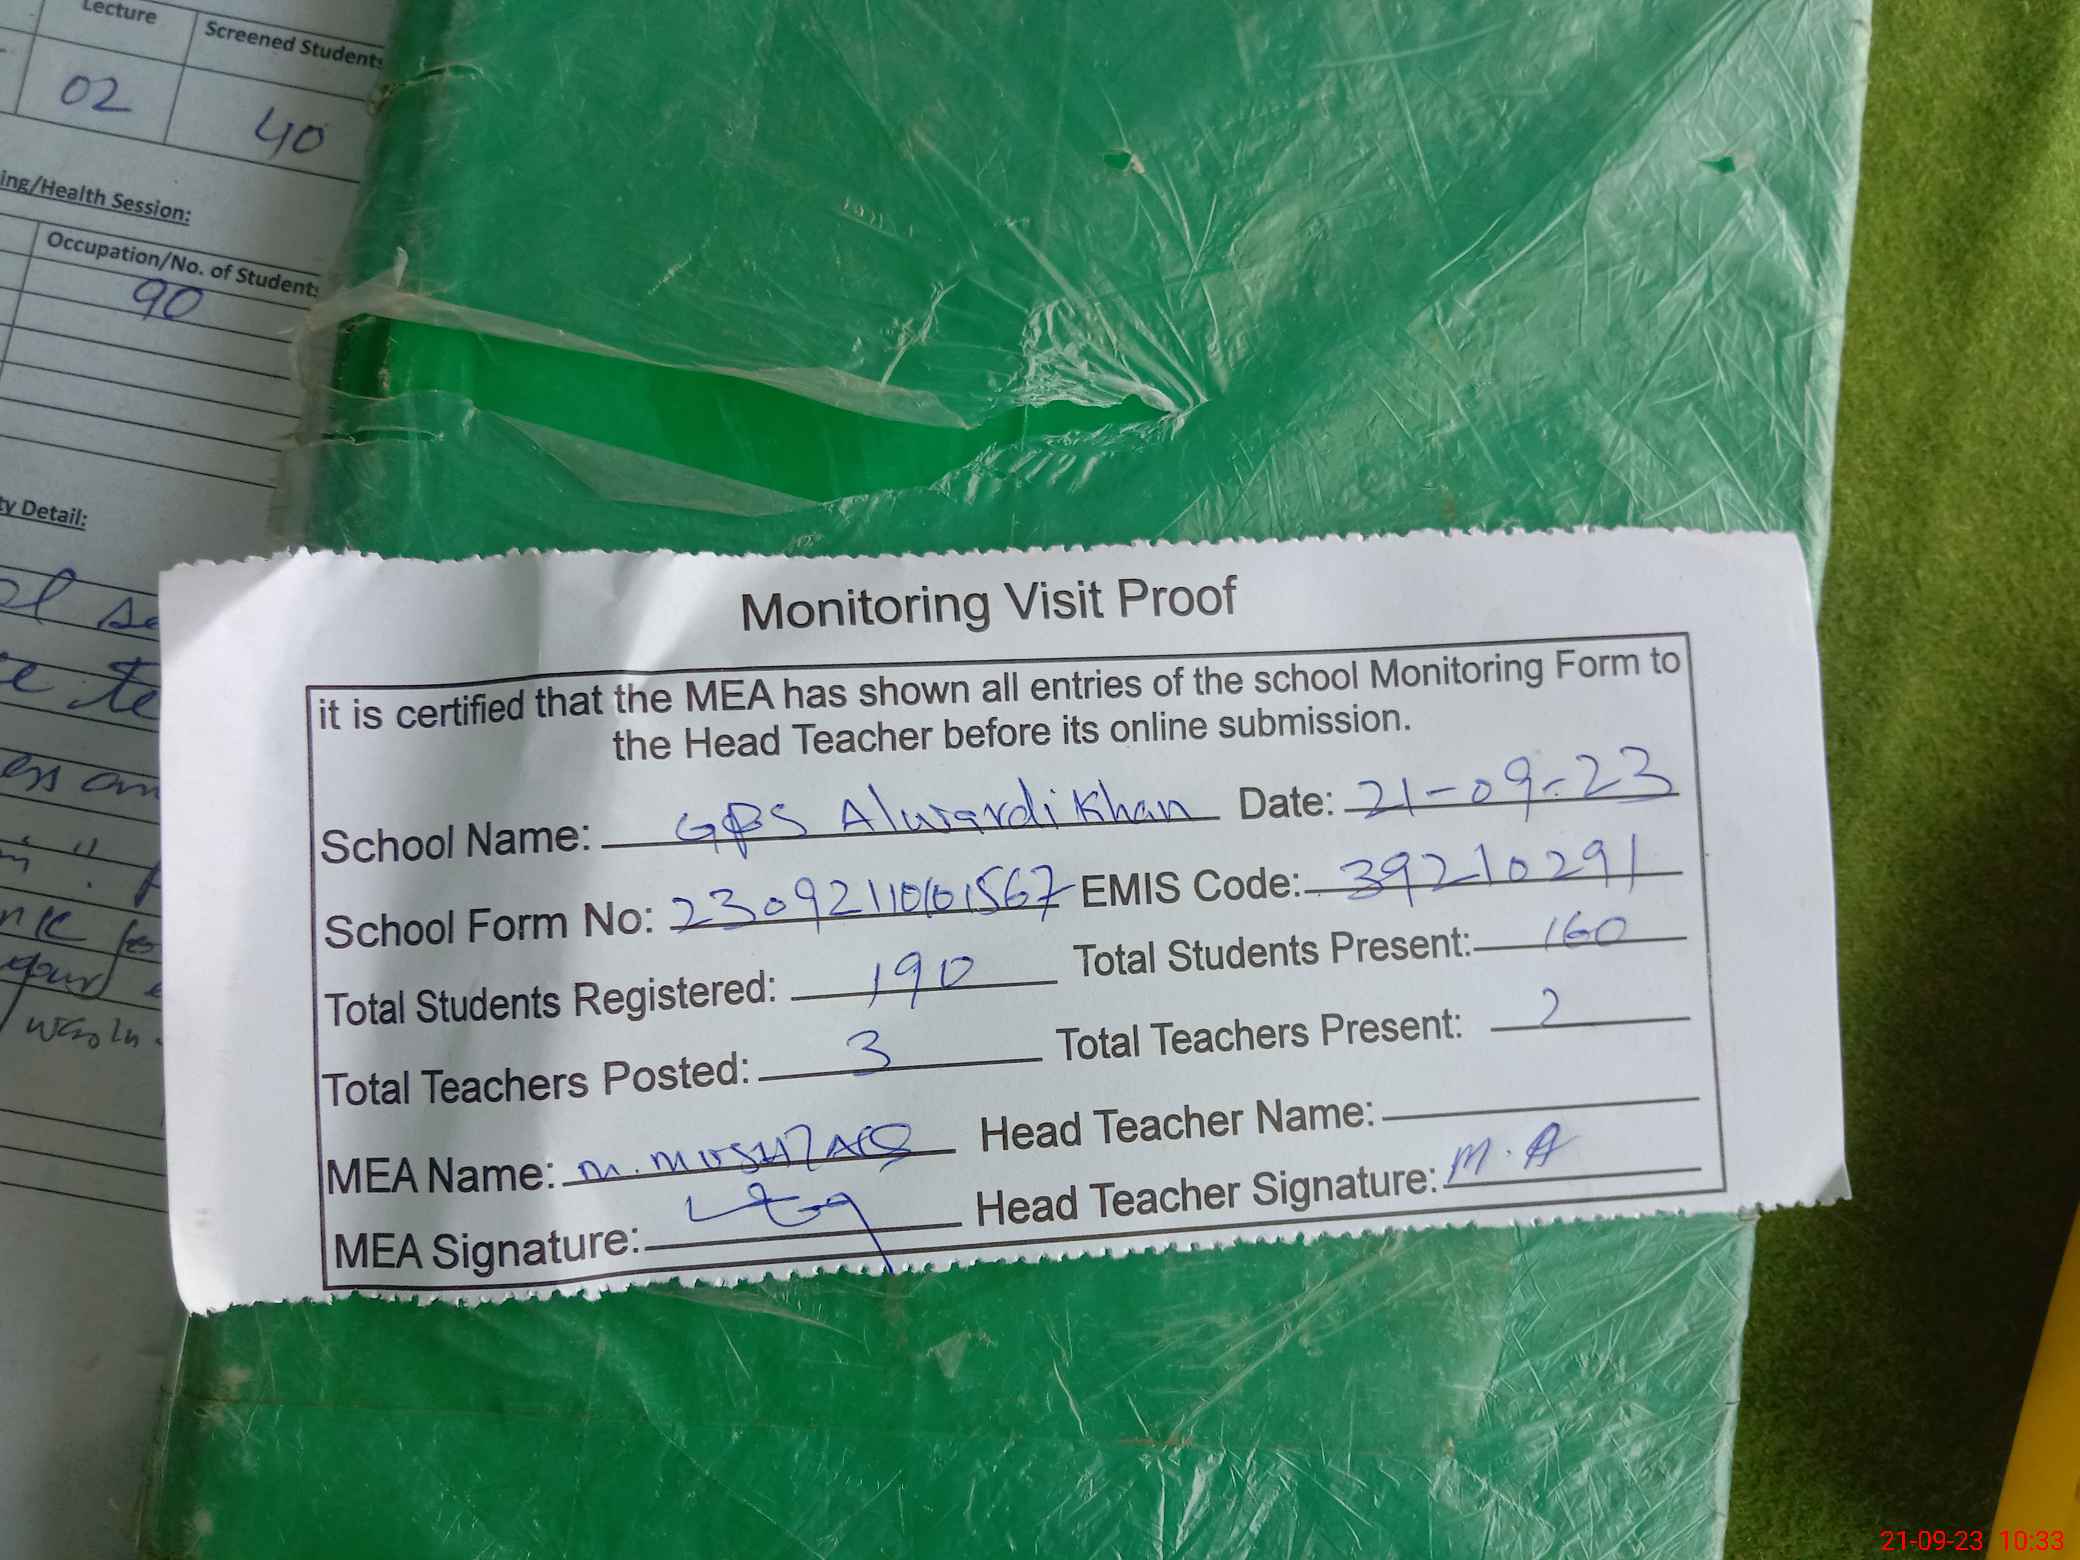 Lecture Screened Students
02 40
ing/Health Session:
Occupation/No. of Students
90
ty Detail:
Monitoring Visit Proof
it is certified that the MEA has shown all entries of the school Monitoring Form to
the Head Teacher before its online submission.
School Name: GPS Alwardi Khan Date: 21-09-23
School Form No: EMIS Code: 39210291
Total Students Registered: 190 Total Students Present: 160
Total Teachers Posted: 3 Total Teachers Present: 2
MEA Name: M. Head Teacher Name:
MEA Signature: Head Teacher Signature: M.A
21-09-23 10:33